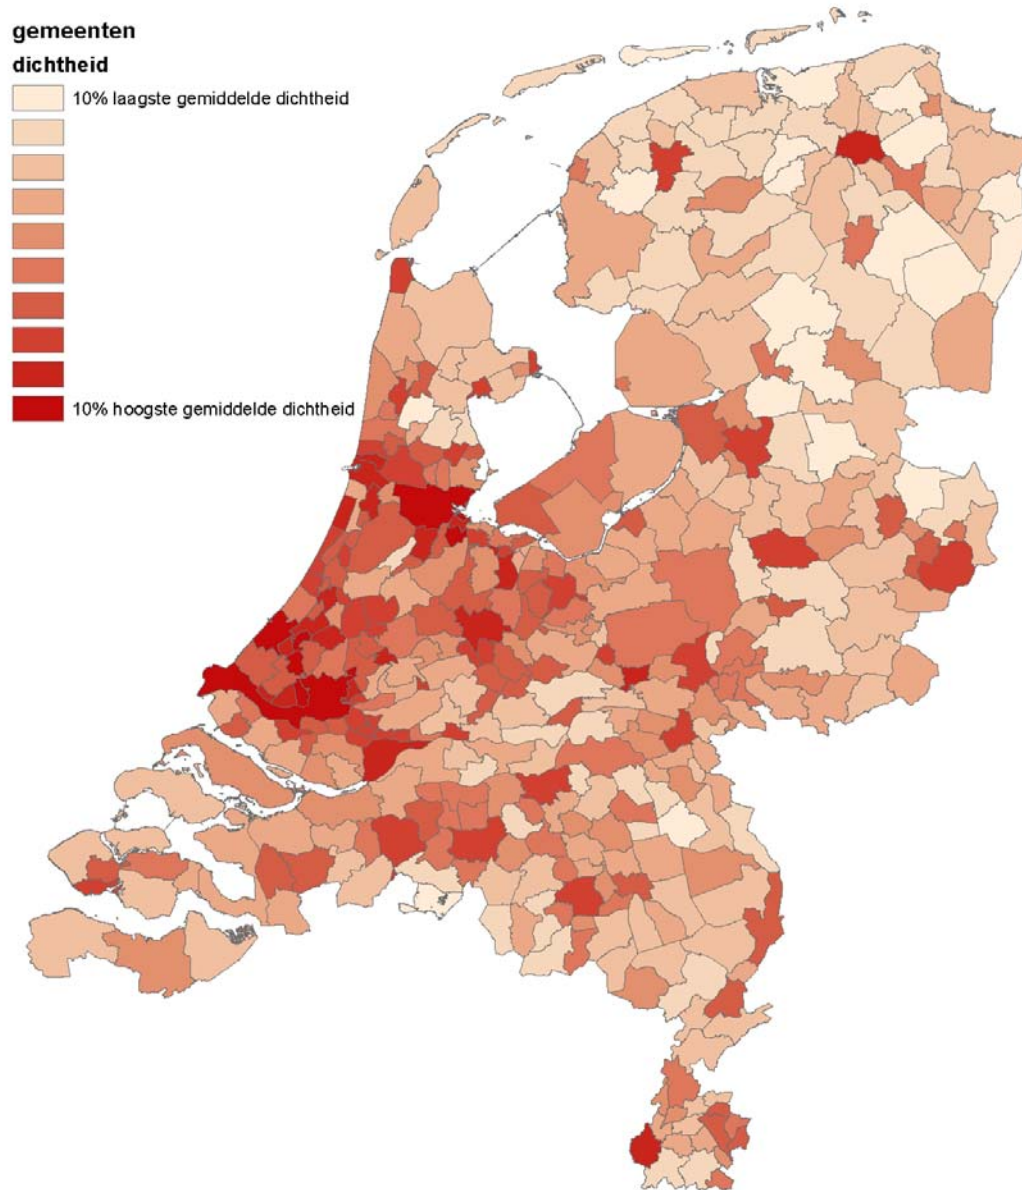 gemeenten
dichtheid
10% laagste gemiddelde dichtheid
10% hoogste gemiddelde dichtheid